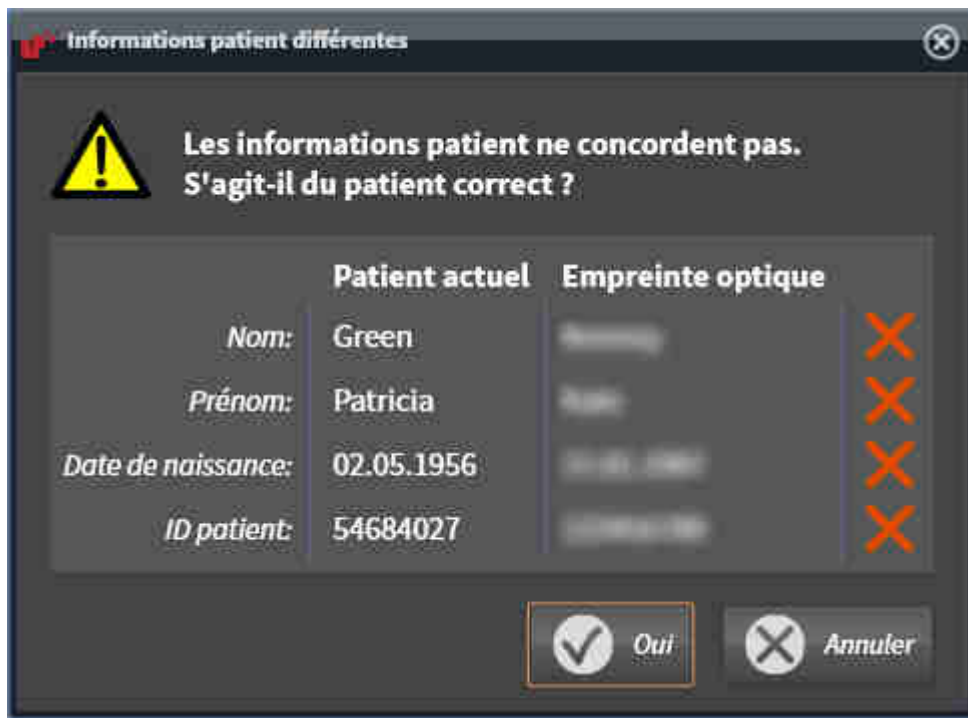 Informations patient différentes
Les informations patient ne concordent pas.
S'agit-il du patient correct ?
Patient actuel Empreinte optique
Nom: Green
Prénom: Patricia
Date de naissance: 02.05.1956
ID patient: 54684027
Oui Annuler